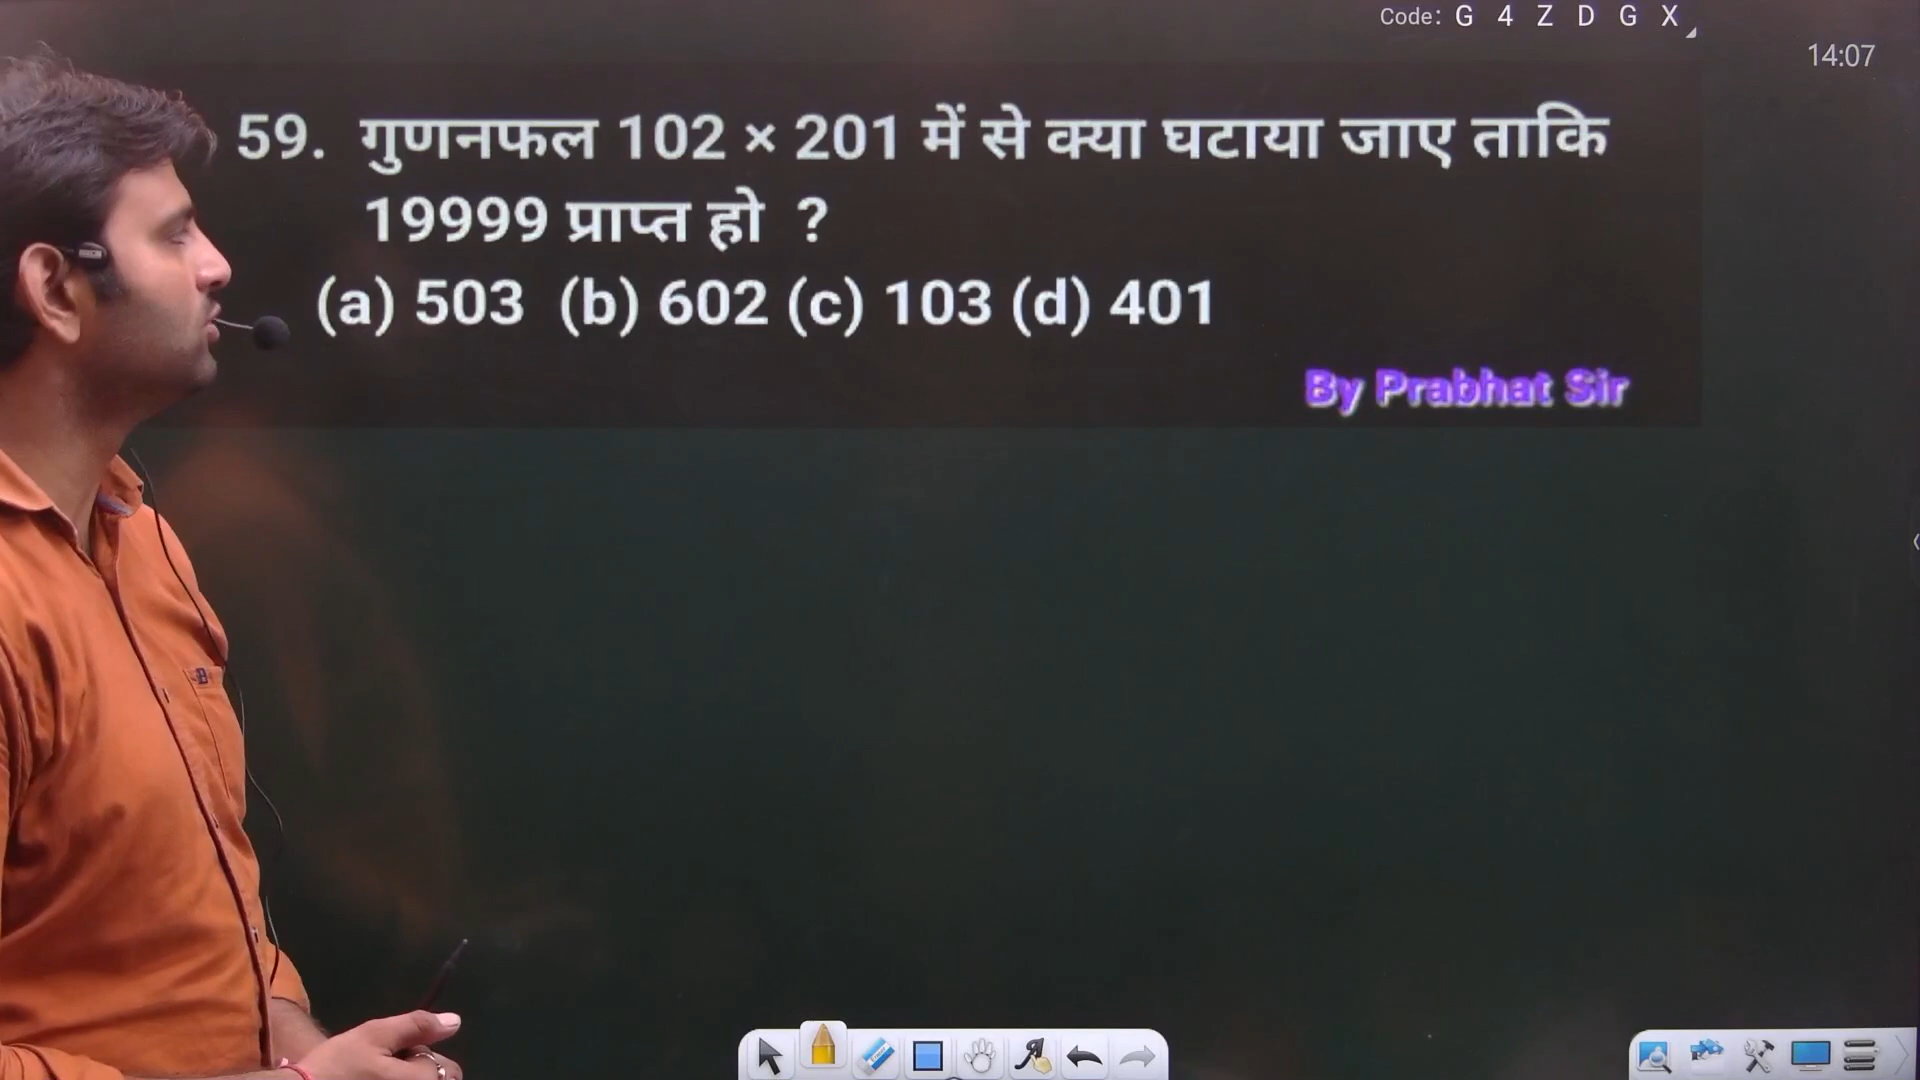 Code: G 4 Z D G X
14:07
59. गुणनफल 102 × 201 में से क्या घटाया जाए ताकि
19999 प्राप्त हो ?
(a) 503 (b) 602 (c) 103 (d) 401
By Prabhat Sir